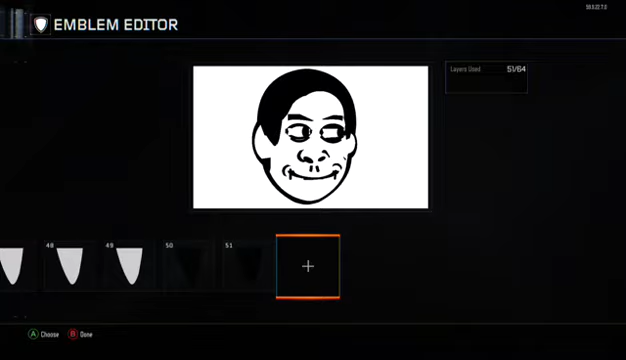 EMBLEM EDITOR
Layers Used 51/64
48 49 50 51
A Choose B Done